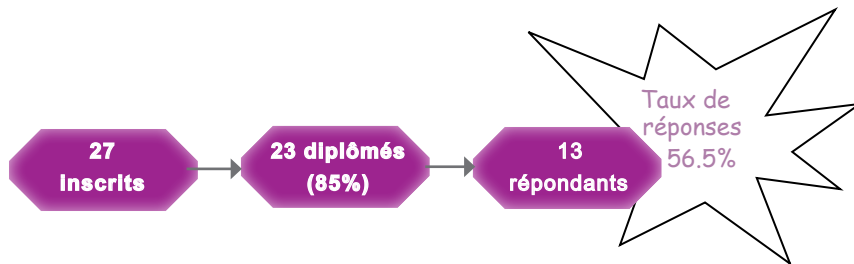 27
inscrits
23 diplômés
(85%)
13
répondants
Taux de
réponses
56.5%